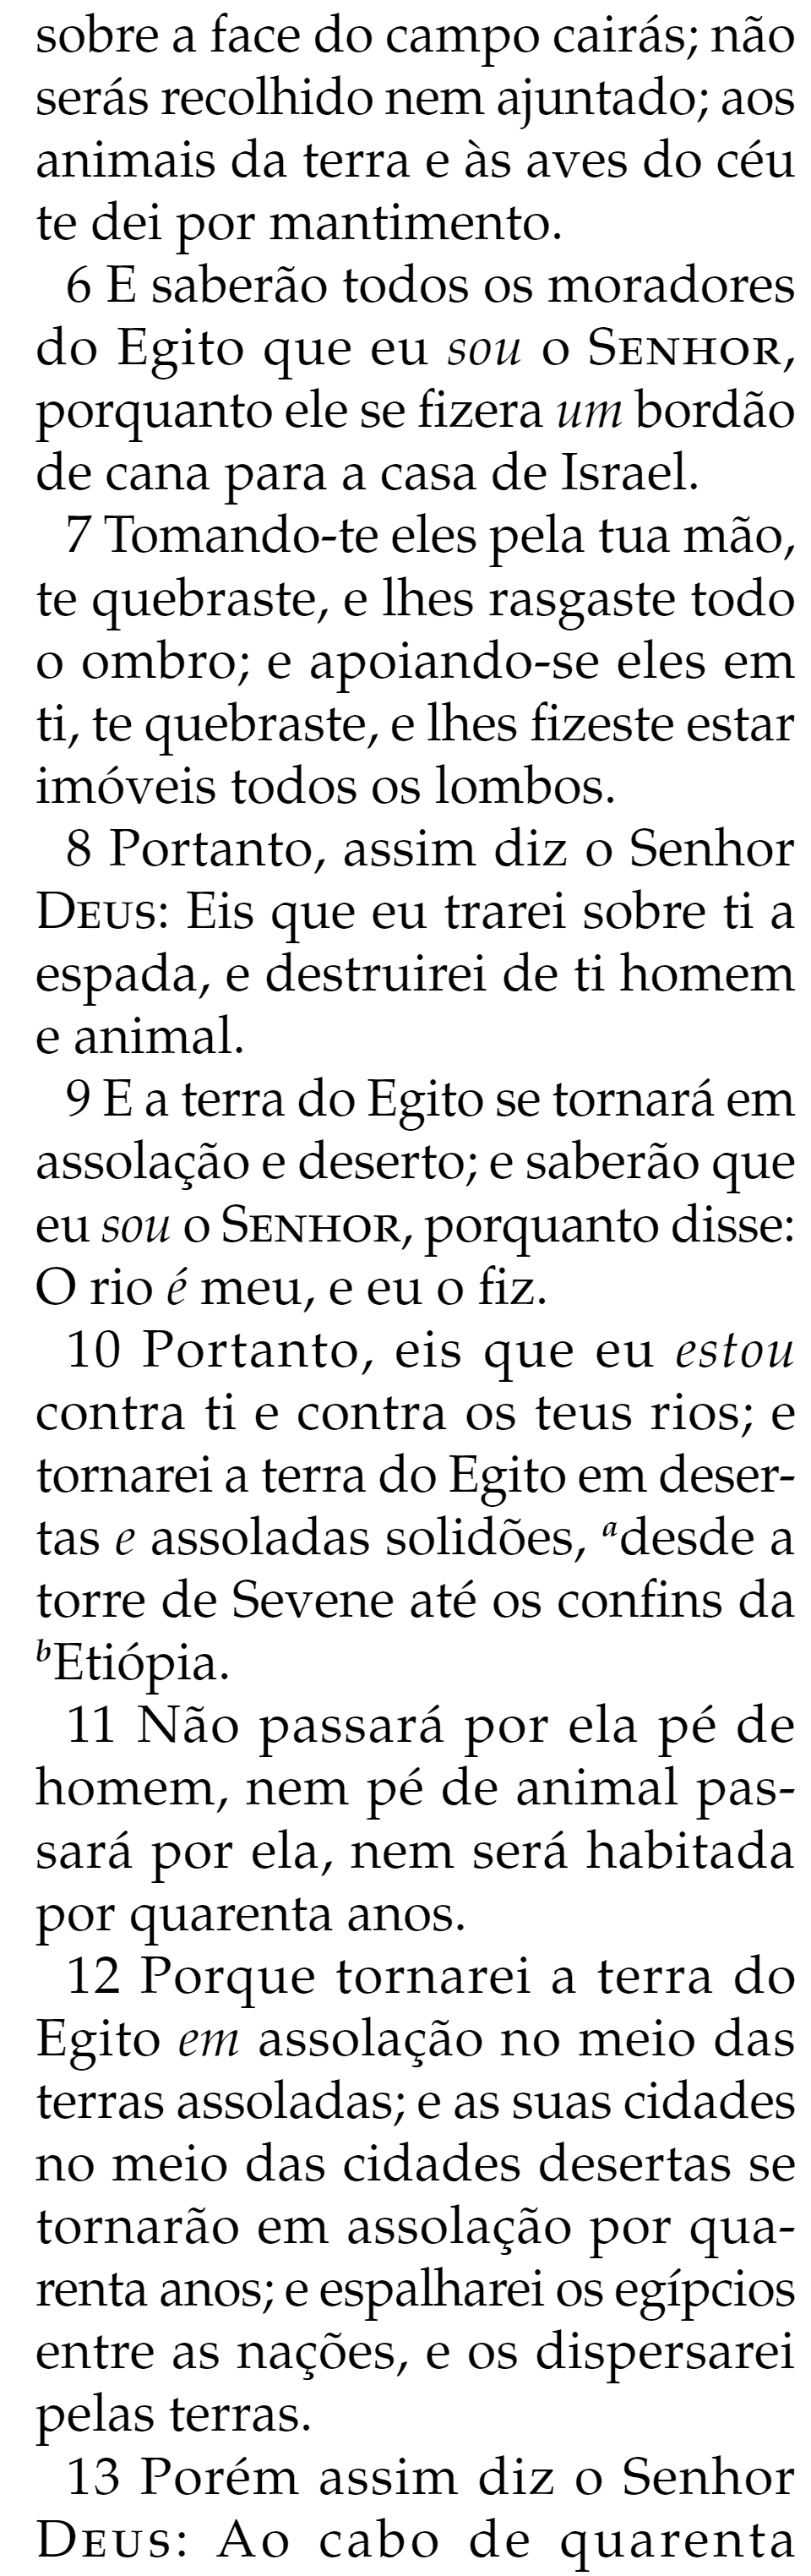 sobre a face do campo cairás; não
serás recolhido nem ajuntado; aos
animais da terra e às aves do céu
te dei por mantimento.
6 E saberão todos os moradores
do Egito que eu sou o SENHOR,
porquanto ele se fizera um bordão
de cana para a casa de Israel.
7 Tomando-te eles pela tua mão,
te quebraste, e lhes rasgaste todo
o ombro; e apoiando-se eles em
ti, te quebraste, e lhes fizeste estar
imóveis todos os lombos.
8 Portanto, assim diz o Senhor
DEUS: Eis que eu trarei sobre ti a
espada, e destruirei de ti homem
e animal.
9 E a terra do Egito se tornará em
assolação e deserto; e saberão que
eu sou o SENHOR, porquanto disse:
O rio é meu, e eu o fiz.
10 Portanto, eis que eu estou
contra ti e contra os teus rios; e
tornarei a terra do Egito em deser-
tas e assoladas solidões, adesde a
torre de Sevene até os confins da
bEtiópia.
11 Não passará por ela pé de
homem, nem pé de animal pas-
sará por ela, nem será habitada
por quarenta anos.
12 Porque tornarei a terra do
Egito em assolação no meio das
terras assoladas; e as suas cidades
no meio das cidades desertas se
tornarão em assolação por qua-
renta anos; e espalharei os egípcios
entre as nações, e os dispersarei
pelas terras.
13 Porém assim diz o Senhor
DEUS: Ao cabo de quarenta